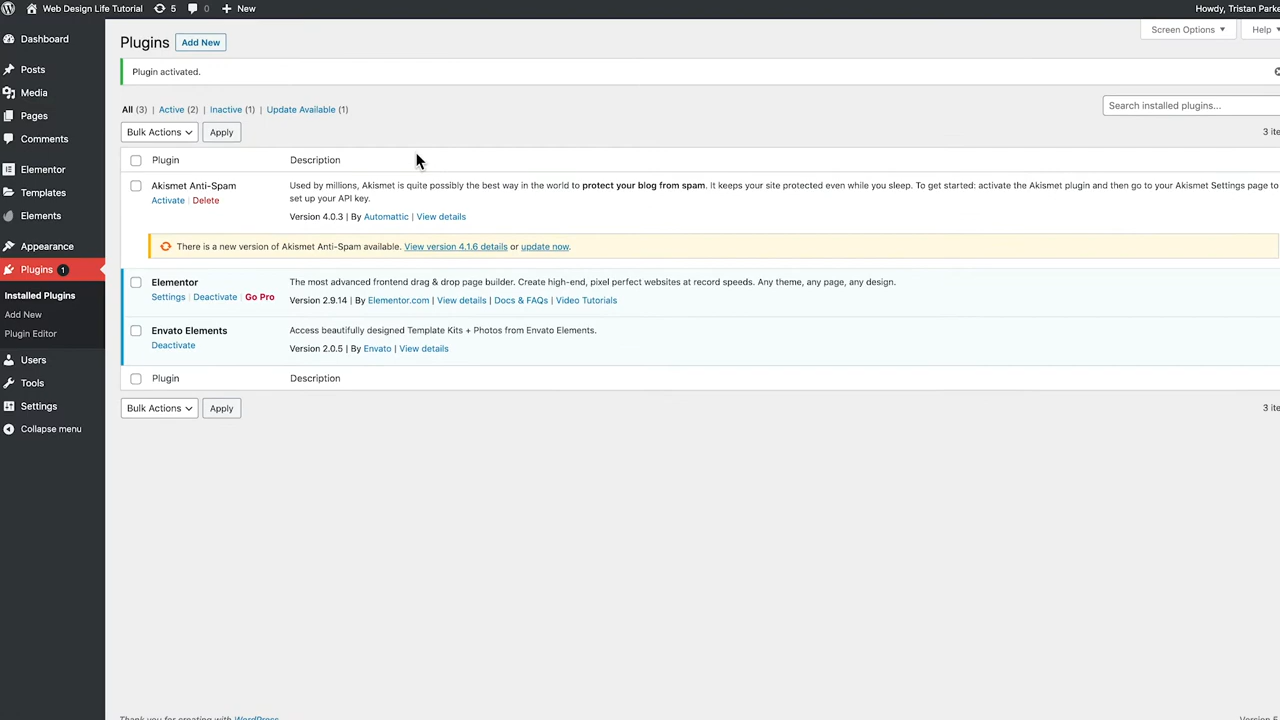 Web Design Life Tutorial 5 0 New Howdy, Tristan Parke
Dashboard
Posts
Media
Pages
Comments
Elementor
Templates
Elements
Appearance
Plugins 1
Installed Plugins
Add New
Plugin Editor
Users
Tools
Settings
Collapse menu
Screen Options Help
Plugins Add New
Plugin activated.
All (3) | Active (2) | Inactive (1) | Update Available (1)
Search installed plugins...
Bulk Actions Apply
3 ite
Plugin Description
Akismet Anti-Spam
Activate | Delete
Used by millions, Akismet is quite possibly the best way in the world to protect your blog from spam. It keeps your site protected even while you sleep. To get started: activate the Akismet plugin and then go to your Akismet Settings page to
set up your API key.
Version 4.0.3 | By Automattic | View details
There is a new version of Akismet Anti-Spam available. View version 4.1.6 details or update now.
Elementor
Settings | Deactivate | Go Pro
The most advanced frontend drag & drop page builder. Create high-end, pixel perfect websites at record speeds. Any theme, any page, any design.
Version 2.9.14 | By Elementor.com | View details | Docs & FAQs | Video Tutorials
Envato Elements
Deactivate
Access beautifully designed Template Kits + Photos from Envato Elements.
Version 2.0.5 | By Envato | View details
Plugin Description
Bulk Actions Apply
3 ite
Thank you for creating with WordPress
Version 5